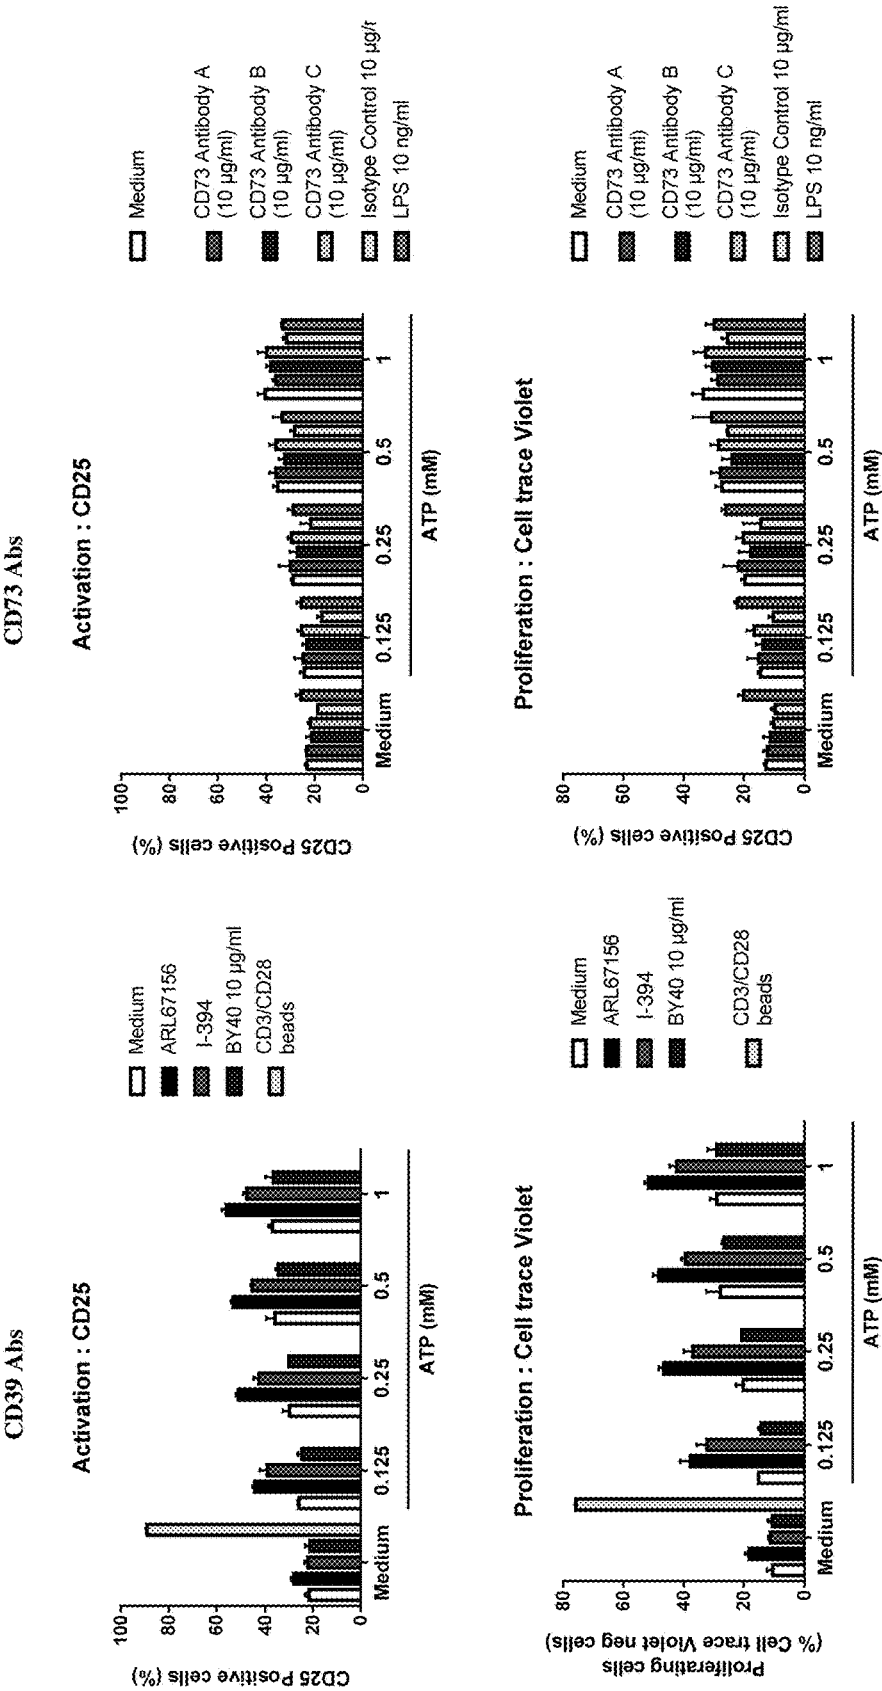 CD39 Abs
Activation : CD25
CD25 Positive cells (%)
100
80
60
40
20
0
Medium
0.125
0.25
0.5
1
ATP (mM)
Medium
ARL67156
I-394
BY40 10 µg/ml
CD3/CD28
beads
Proliferation : Cell trace Violet
Proliferating cells
(% Cell trace Violet neg cells)
80
60
40
20
0
Medium
0.125
0.25
0.5
1
ATP (mM)
Medium
ARL67156
I-394
BY40 10 µg/ml
CD3/CD28
beads
CD73 Abs
Activation : CD25
CD25 Positive cells (%)
100
80
60
40
20
0
Medium
0.125
0.25
0.5
1
ATP (mM)
Medium
CD73 Antibody A
(10 µg/ml)
CD73 Antibody B
(10 µg/ml)
CD73 Antibody C
(10 µg/ml)
Isotype Control 10 µg/r
LPS 10 ng/ml
Proliferation : Cell trace Violet
CD25 Positive cells (%)
80
60
40
20
0
Medium
0.125
0.25
0.5
1
ATP (mM)
Medium
CD73 Antibody A
(10 µg/ml)
CD73 Antibody B
(10 µg/ml)
CD73 Antibody C
(10 µg/ml)
Isotype Control 10 µg/ml
LPS 10 ng/ml